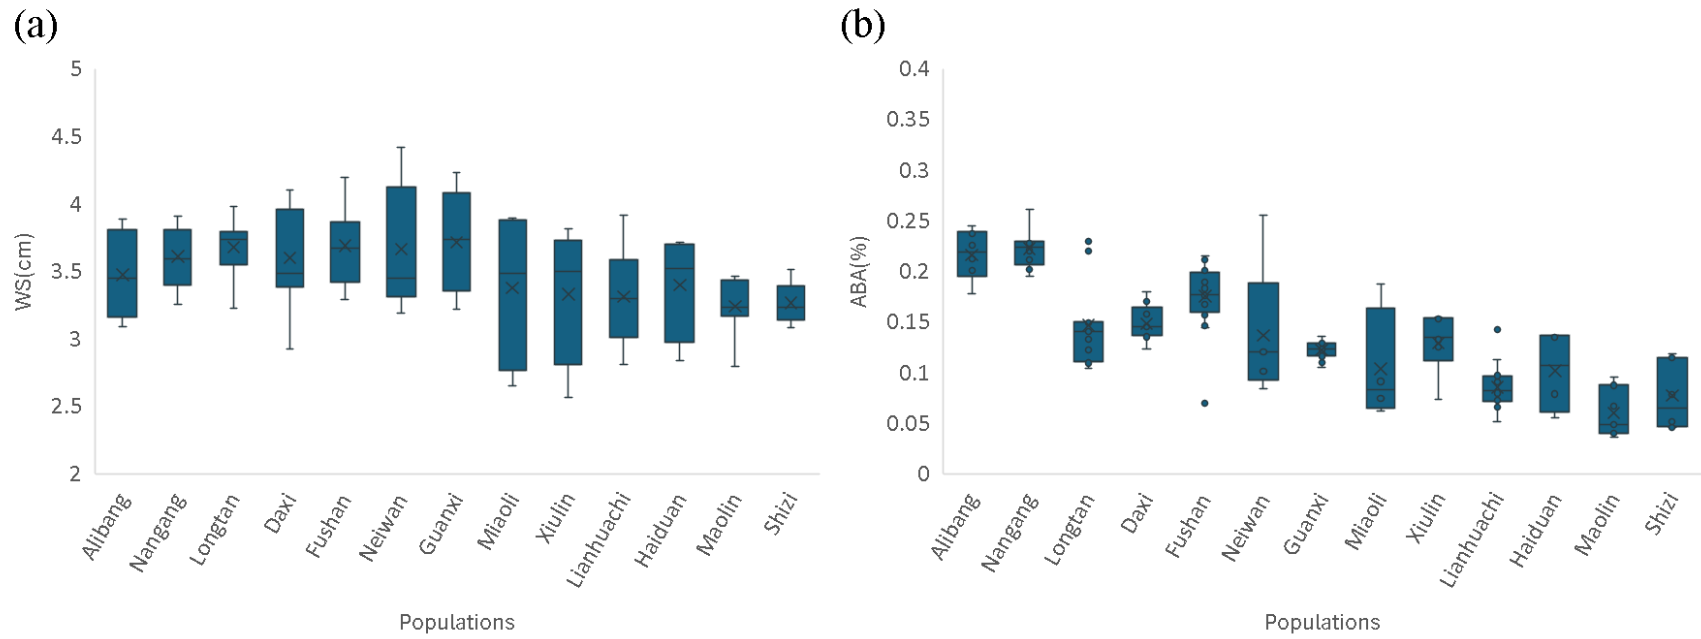 (a)
5
4.5
4
3.5
3
2.5
2
WS(cm)
Alibang
Nangang
Longtan
Daxi
Fushan
Neiwan
Guanxi
Miaoli
Xiulin
Lianhuachi
Haiduan
Maolin
Shizi
Populations
(b)
0.4
0.35
0.3
0.25
0.2
0.15
0.1
0.05
0
ABA(%)
Alibang
Nangang
Longtan
Daxi
Fushan
Neiwan
Guanxi
Miaoli
Xiulin
Lianhuachi
Haiduan
Maolin
Shizi
Populations